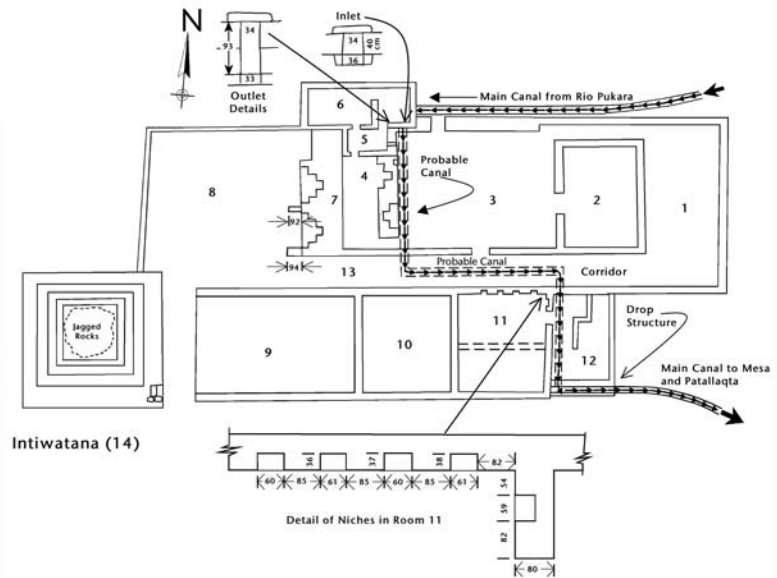 N
34
93
33
Outlet
Details
Inlet
34
40
cm
36
Main Canal from Rio Pukara
6
5
4
Probable
Canal
8
7
3
2
1
92
94
13
Probable Canal
Corridor
Jagged
Rocks
9
10
11
12
Drop
Structure
Main Canal to Mesa
and Patallaqta
Intiwatana (14)
36
37
38
82
60
85
61
85
60
85
61
54
59
82
80
Detail of Niches in Room 11